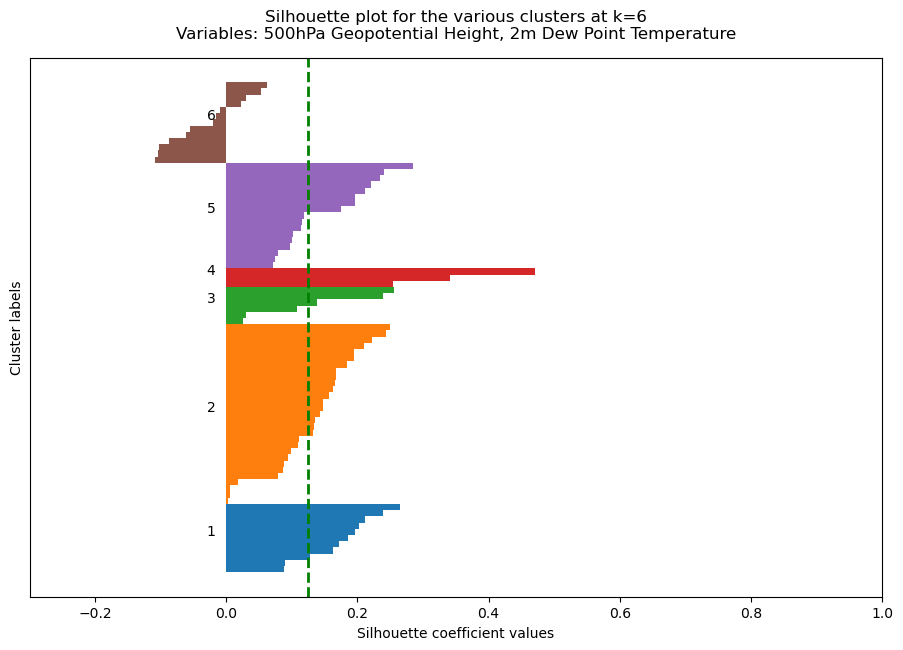 Silhouette plot for the various clusters at k=6
Variables: 500hPa Geopotential Height, 2m Dew Point Temperature
6
5
4
3
2
1
Cluster labels
−0.2 0.0 0.2 0.4 0.6 0.8 1.0
Silhouette coefficient values